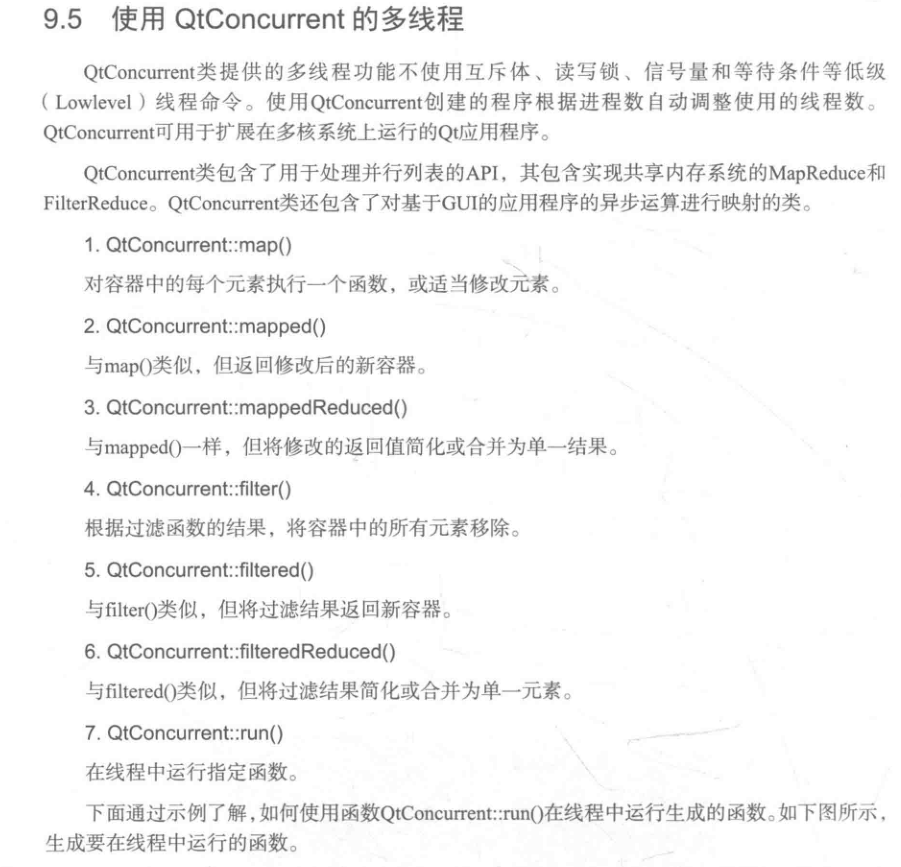 9.5 使用 QtConcurrent 的多线程
QtConcurrent类提供的多线程功能不使用互斥体、读写锁、信号量和等待条件等低级
（Lowlevel）线程命令。使用QtConcurrent创建的程序根据进程数自动调整使用的线程数。
QtConcurrent可用于扩展在多核系统上运行的Qt应用程序。
QtConcurrent类包含了用于处理并行列表的API，其包含实现共享内存系统的MapReduce和
FilterReduce。QtConcurrent类还包含了对基于GUI的应用程序的异步运算进行映射的类。
1. QtConcurrent::map()
对容器中的每个元素执行一个函数，或适当修改元素。
2. QtConcurrent::mapped()
与map()类似，但返回修改后的新容器。
3. QtConcurrent::mappedReduced()
与mapped()一样，但将修改的返回值简化或合并为单一结果。
4. QtConcurrent::filter()
根据过滤函数的结果，将容器中的所有元素移除。
5. QtConcurrent::filtered()
与filter()类似，但将过滤结果返回新容器。
6. QtConcurrent::filteredReduced()
与filtered()类似，但将过滤结果简化或合并为单一元素。
7. QtConcurrent::run()
在线程中运行指定函数。
下面通过示例了解，如何使用函数QtConcurrent::run()在线程中运行生成的函数。如下图所示，
生成要在线程中运行的函数。